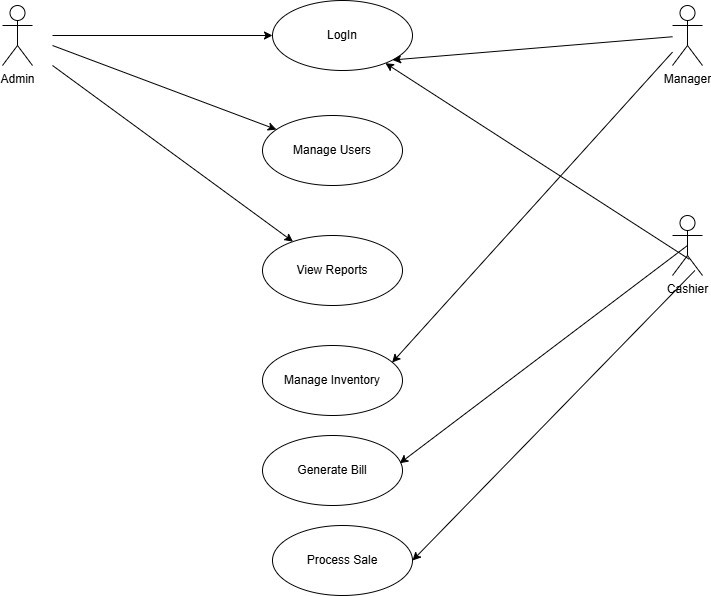 LogIn
Admin
Manager
Manage Users
View Reports
Cashier
Manage Inventory
Generate Bill
Process Sale